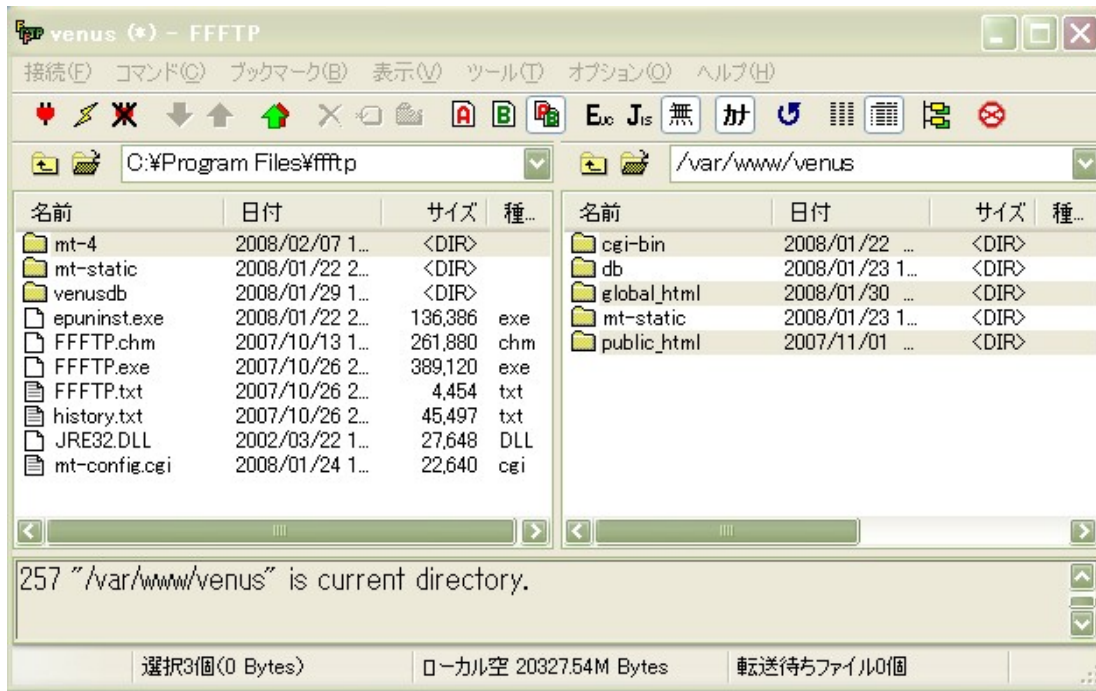 venus (*) - FFFTP
接続(F) コマンド(C) ブックマーク(B) 表示(V) ツール(T) オプション(O) ヘルプ(H)
A B Euc JIS 無 カナ
C:¥Program Files¥ffftp /var/www/venus
名前 日付 サイズ 種... 名前 日付 サイズ 種...
mt-4 2008/02/07 1... <DIR> cgi-bin 2008/01/22 ... <DIR>
mt-static 2008/01/22 2... <DIR> db 2008/01/23 1... <DIR>
venusdb 2008/01/29 1... <DIR> global_html 2008/01/30 ... <DIR>
epuninst.exe 2008/01/22 2... 136,386 exe mt-static 2008/01/23 1... <DIR>
FFFTP.chm 2007/10/13 1... 261,880 chm public_html 2007/11/01 ... <DIR>
FFFTP.exe 2007/10/26 2... 389,120 exe
FFFTP.txt 2007/10/26 2... 4,454 txt
history.txt 2007/10/26 2... 45,497 txt
JRE32.DLL 2002/03/22 1... 27,648 DLL
mt-config.cgi 2008/01/24 1... 22,640 cgi
257 "/var/www/venus" is current directory.
選択3個(0 Bytes) ローカル空 20327.54M Bytes 転送待ちファイル0個